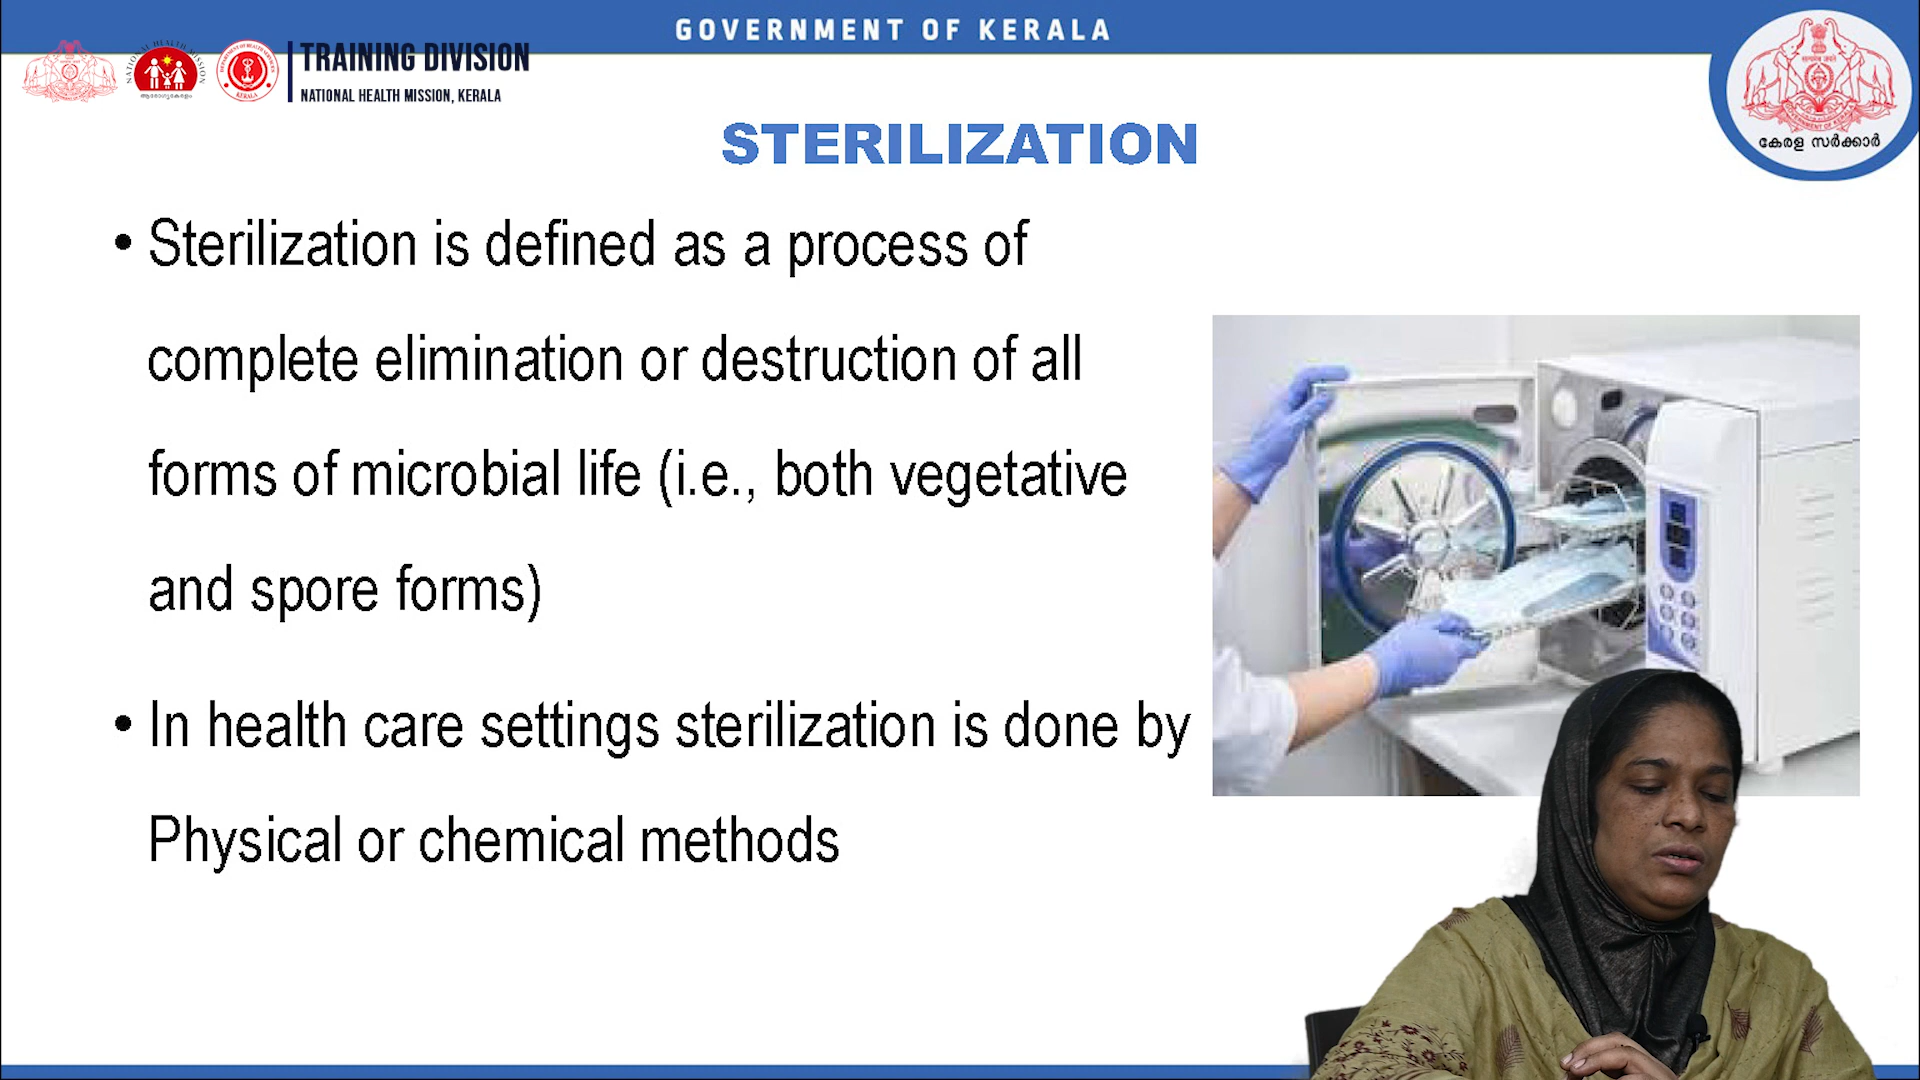 GOVERNMENT OF KERALA
TRAINING DIVISION
NATIONAL HEALTH MISSION, KERALA
കേരള സർക്കാർ
STERILIZATION
• Sterilization is defined as a process of
complete elimination or destruction of all
forms of microbial life (i.e., both vegetative
and spore forms)
• In health care settings sterilization is done by
Physical or chemical methods